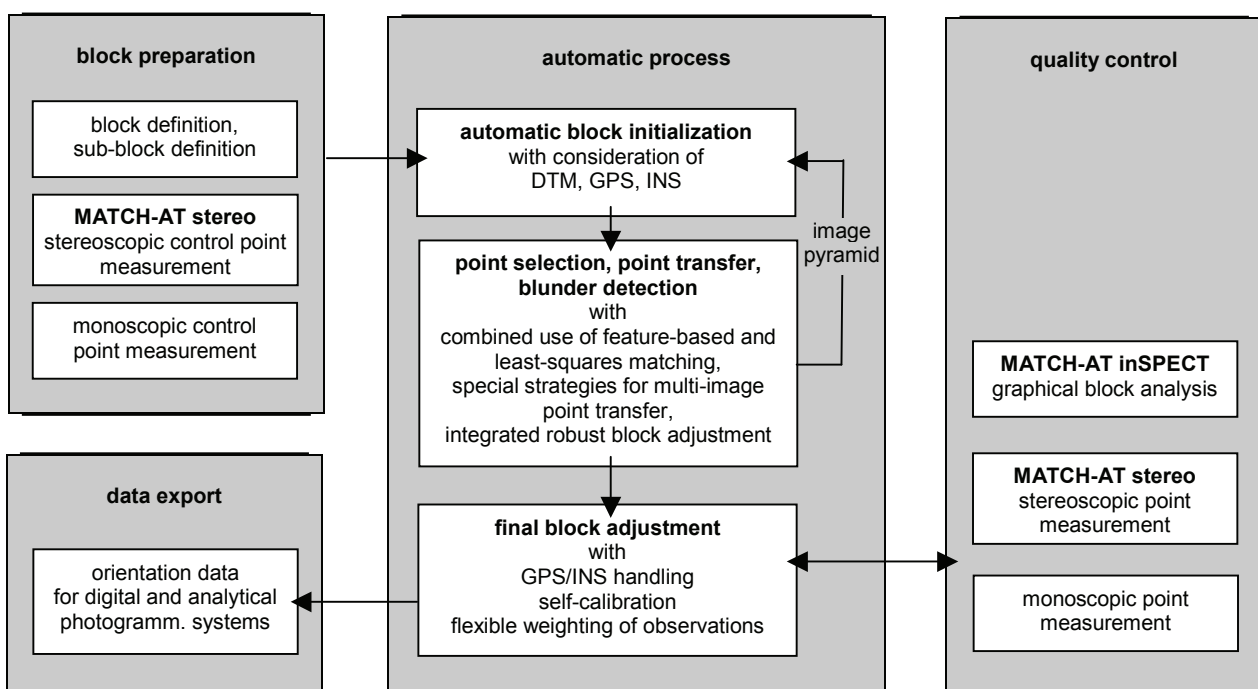 block preparation
block definition,
sub-block definition
MATCH-AT stereo
stereoscopic control point
measurement
monoscopic control
point measurement
data export
orientation data
for digital and analytical
photogramm. systems
automatic process
automatic block initialization
with consideration of
DTM, GPS, INS
image
pyramid
point selection, point transfer,
blunder detection
with
combined use of feature-based and
least-squares matching,
special strategies for multi-image
point transfer,
integrated robust block adjustment
final block adjustment
with
GPS/INS handling
self-calibration
flexible weighting of observations
quality control
MATCH-AT inSPECT
graphical block analysis
MATCH-AT stereo
stereoscopic point
measurement
monoscopic point
measurement